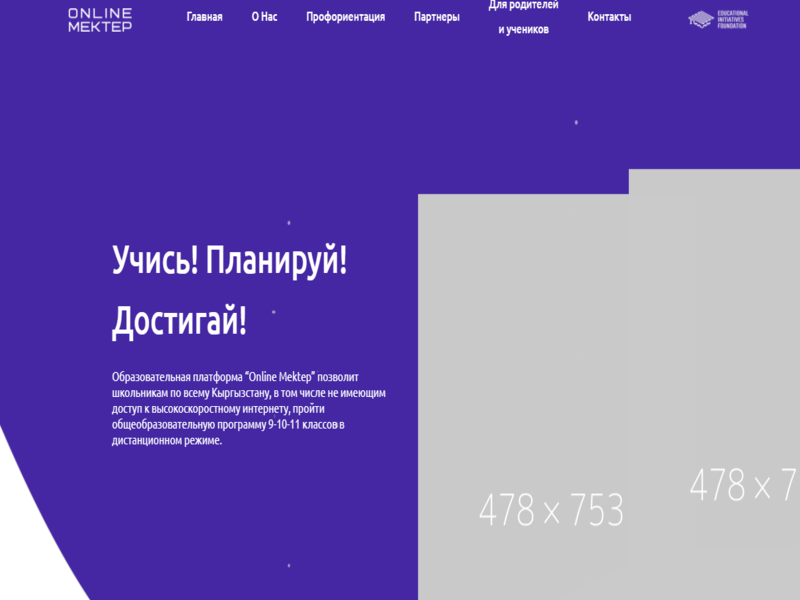 ONLINE
МЕКТЕР
Главная
О Нас
Профориентация
Партнеры
Для родителей
и учеников
Контакты
EDUCATIONAL
INITIATIVES
FOUNDATION
Учись! Планируй!
Достигай!
Образовательная платформа “Online Mektep” позволит
школьникам по всему Кыргызстану, в том числе не имеющим
доступ к высокоскоростному интернету, пройти
общеобразовательную программу 9-10-11 классов в
дистанционном режиме.
478 x 753
478 x 7